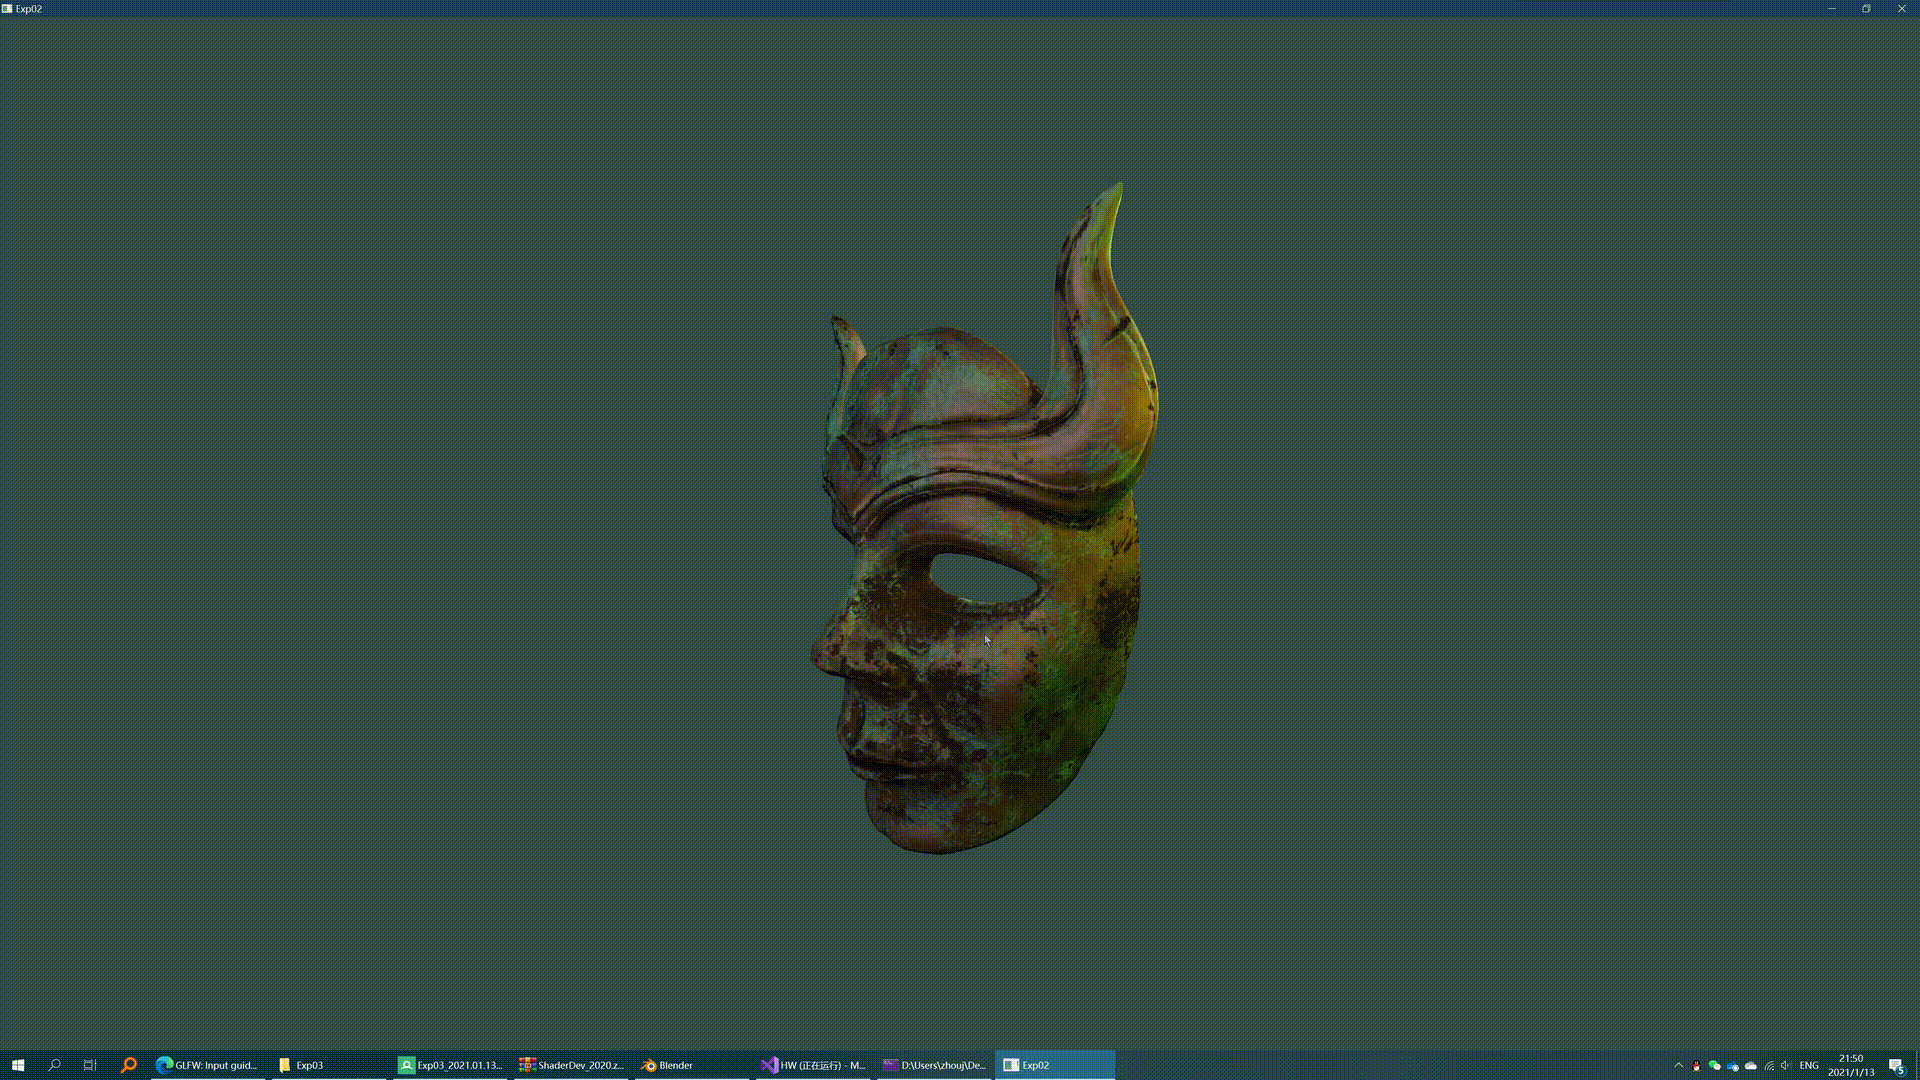 Exp02
GLFW: Input guid...
Exp03
Exp03_2021.01.13...
ShaderDev_2020.z...
Blender
HW (正在运行) - M...
D:\Users\zhouj\De...
Exp02
ENG
21:50
2021/1/13
5